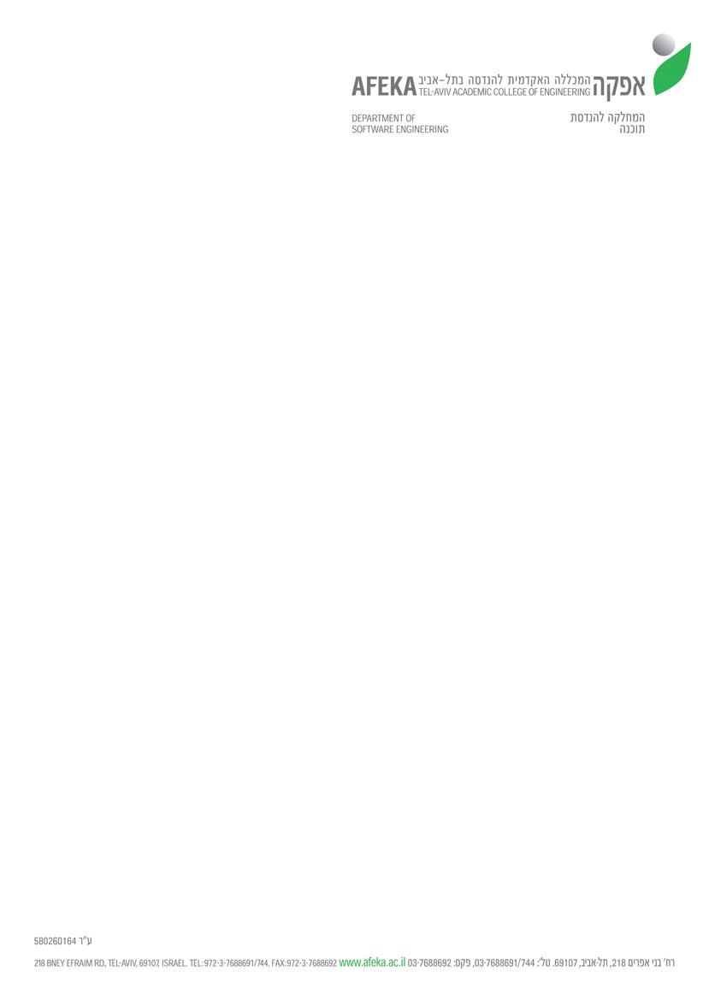 AFEKA המכללה האקדמית להנדסה בתל-אביב אפקה
TEL-AVIV ACADEMIC COLLEGE OF ENGINEERING
DEPARTMENT OF
SOFTWARE ENGINEERING
המחלקה להנדסת
תוכנה
ע"ר 580260164
218 BNEY EFRAIM RD., TEL-AVIV, 69107, ISRAEL. TEL: 972-3-7688691/744, FAX: 972-3-7688692 www.afeka.ac.il רח' בני אפרים 218, תל-אביב, 69107. טל': 03-7688691/744, פקס: 03-7688692